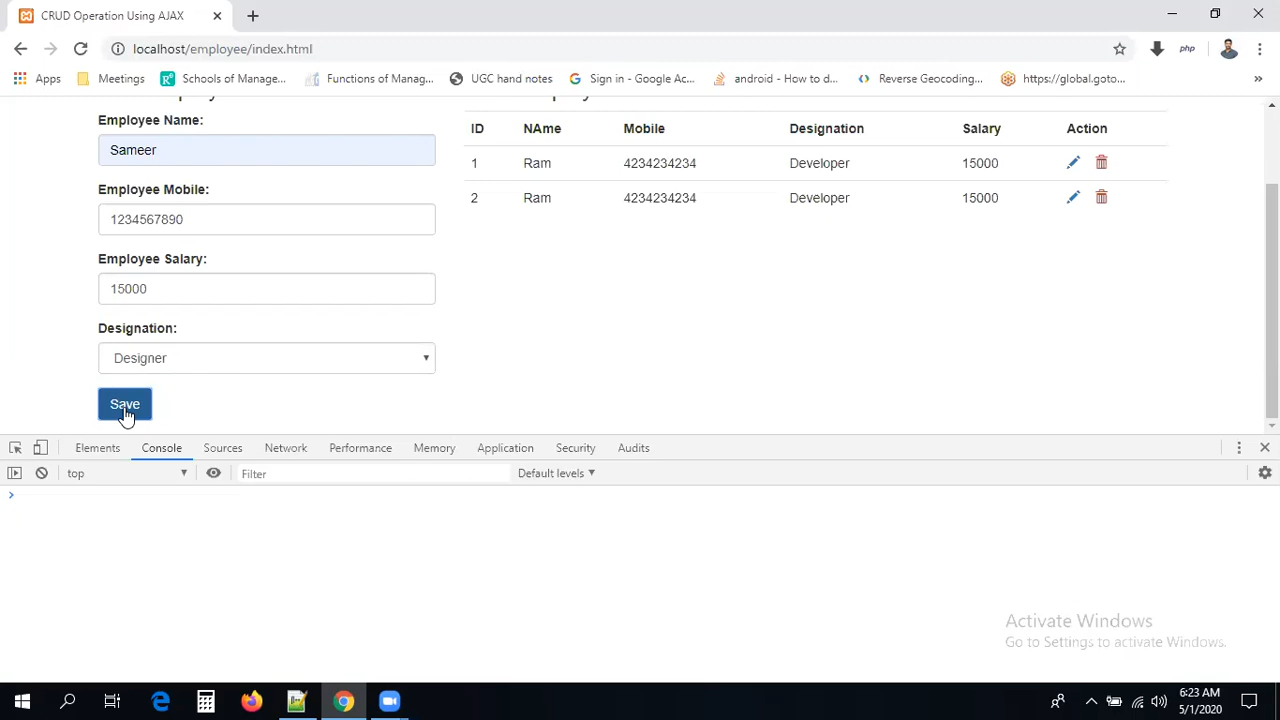 CRUD Operation Using AJAX
localhost/employee/index.html
php
Apps Meetings Schools of Manage... Functions of Manag... UGC hand notes Sign in - Google Ac... android - How to d... Reverse Geocoding... https://global.goto...
Employee Name:
Sameer
Employee Mobile:
1234567890
Employee Salary:
15000
Designation:
Designer
Save
ID NAme Mobile Designation Salary Action
1 Ram 4234234234 Developer 15000
2 Ram 4234234234 Developer 15000
Elements Console Sources Network Performance Memory Application Security Audits
top Filter Default levels
Activate Windows
Go to Settings to activate Windows.
6:23 AM
5/1/2020